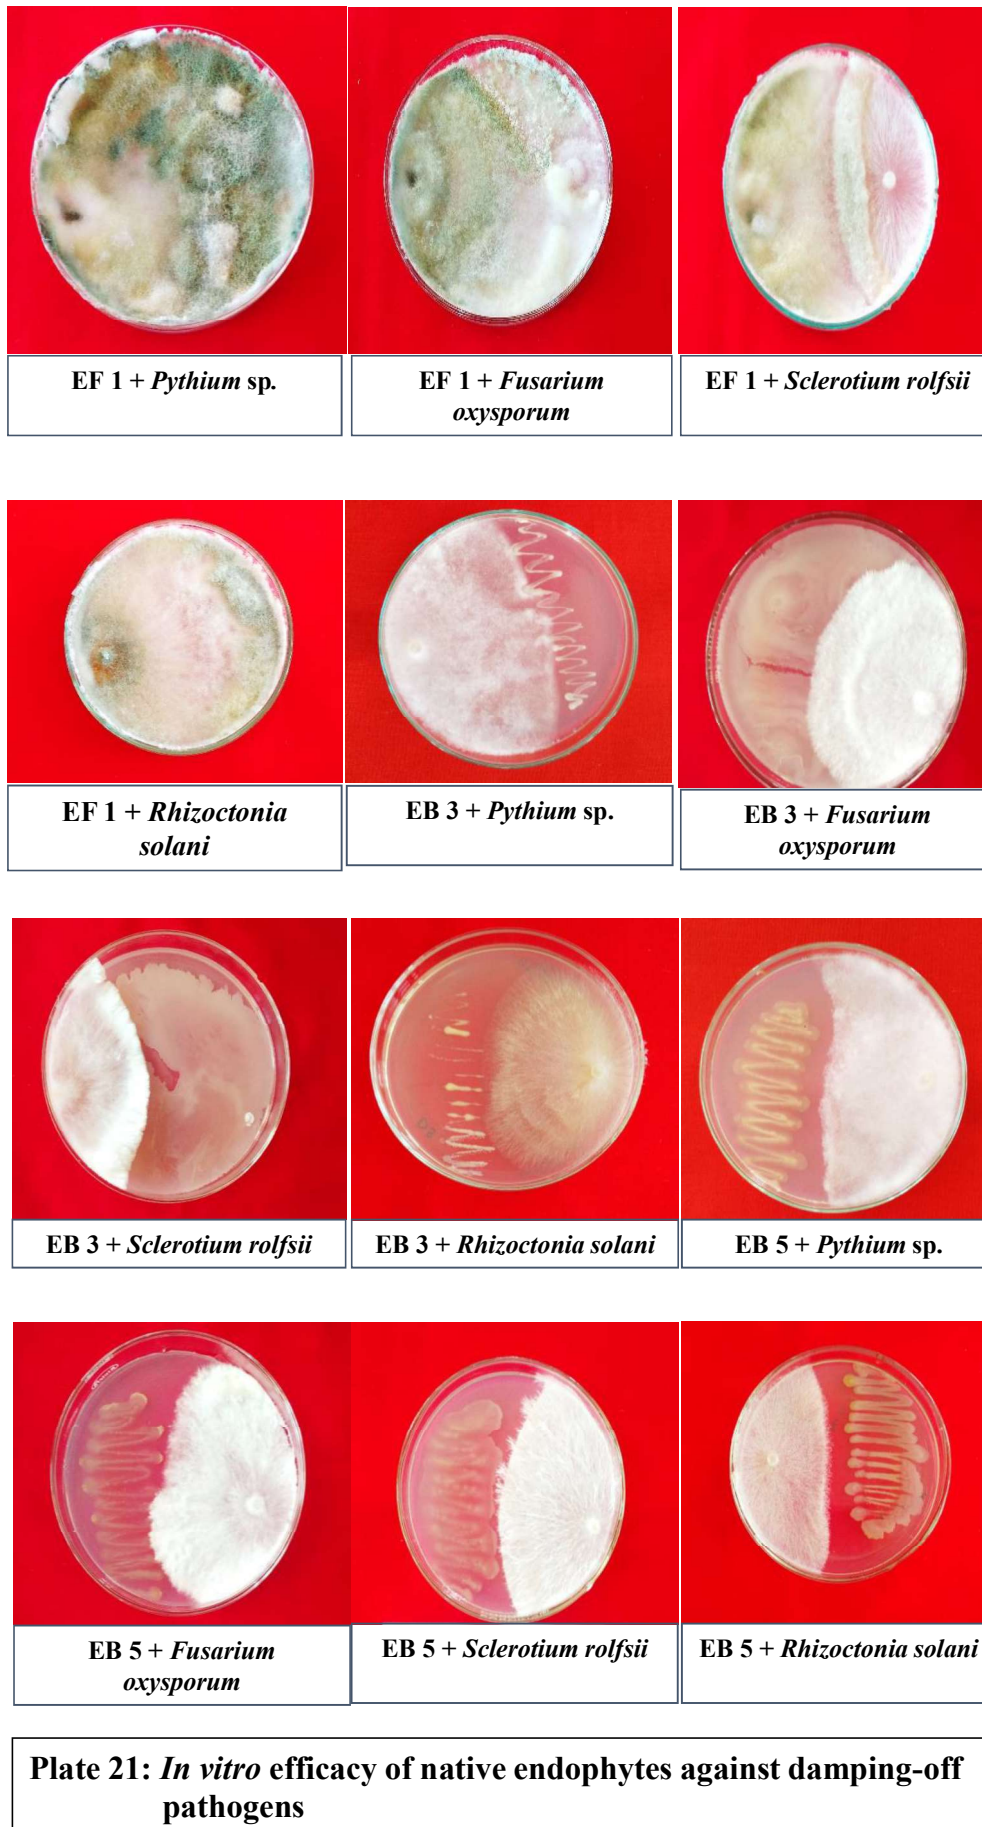 EF 1 + Pythium sp.
EF 1 + Fusarium
oxysporum
EF 1 + Sclerotium rolfsii
EF 1 + Rhizoctonia
solani
EB 3 + Pythium sp.
EB 3 + Fusarium
oxysporum
EB 3 + Sclerotium rolfsii
EB 3 + Rhizoctonia solani
EB 5 + Pythium sp.
EB 5 + Fusarium
oxysporum
EB 5 + Sclerotium rolfsii
EB 5 + Rhizoctonia solani
Plate 21: In vitro efficacy of native endophytes against damping-off
pathogens